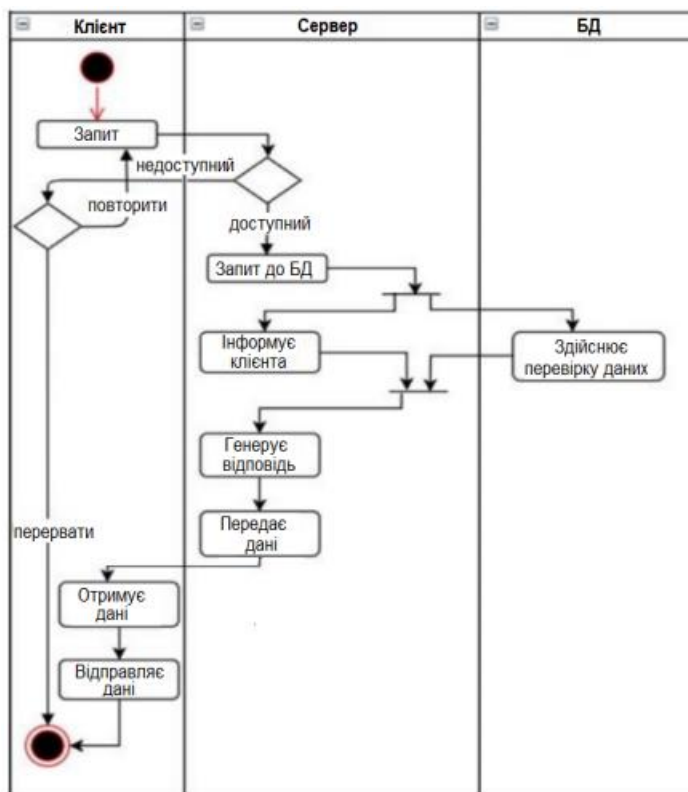 Клієнт
Сервер
БД
Запит
недоступний
повторити
доступний
Запит до БД
Інформує
клієнта
Здійснює
перевірку даних
Генерує
відповідь
Передає
дані
перервати
Отримує
дані
Відправляє
дані